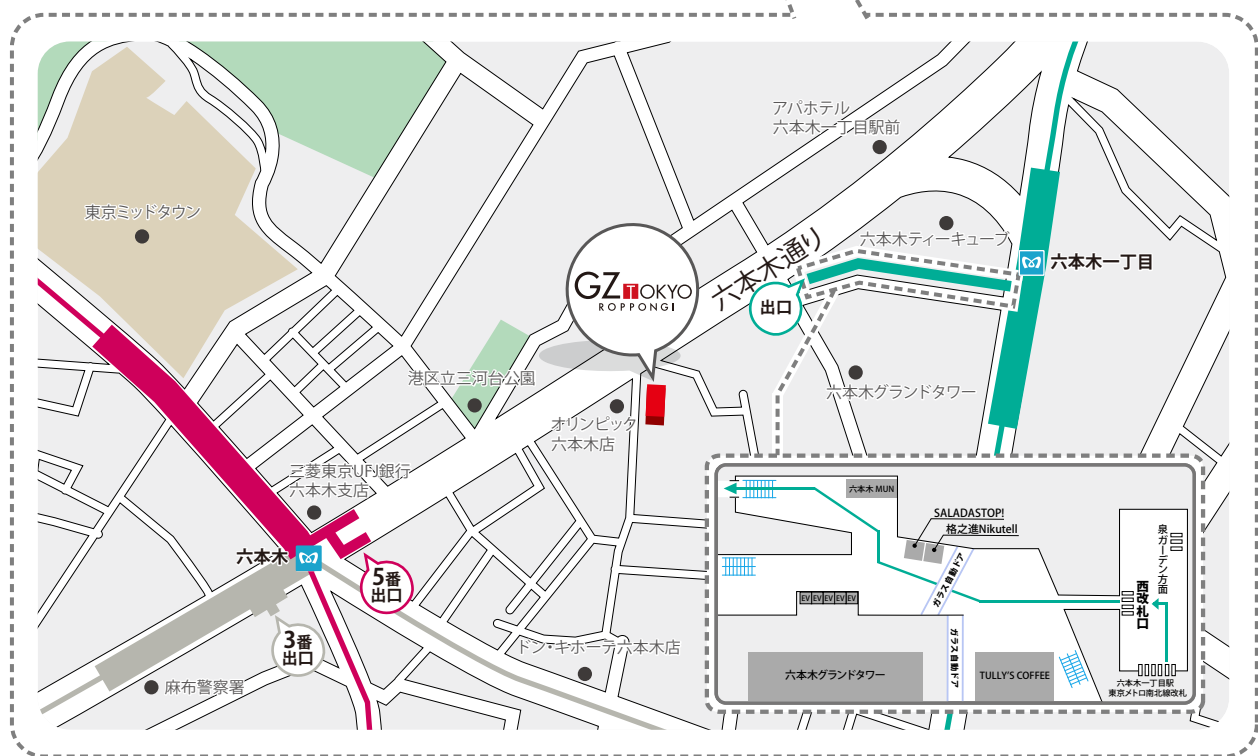 アパホテル
六本木一丁目駅前
東京ミッドタウン
六本木ティーキューブ
六本木通り
六本木一丁目
GZ TOKYO
ROPPONGI
出口
港区立三河台公園
六本木グランドタワー
オリンピック
六本木店
三菱東京UFJ銀行
六本木支店
六本木
5番
出口
3番
出口
ドン・キホーテ六本木店
麻布警察署
六本木 MUN
SALADASTOP!
格之進Nikutell
ガラス自動ドア
泉ガーデン方面
西改札口
EV EV EV EV EV
ガラス自動ドア
六本木グランドタワー
TULLY'S COFFEE
六本木一丁目駅
東京メトロ南北線改札